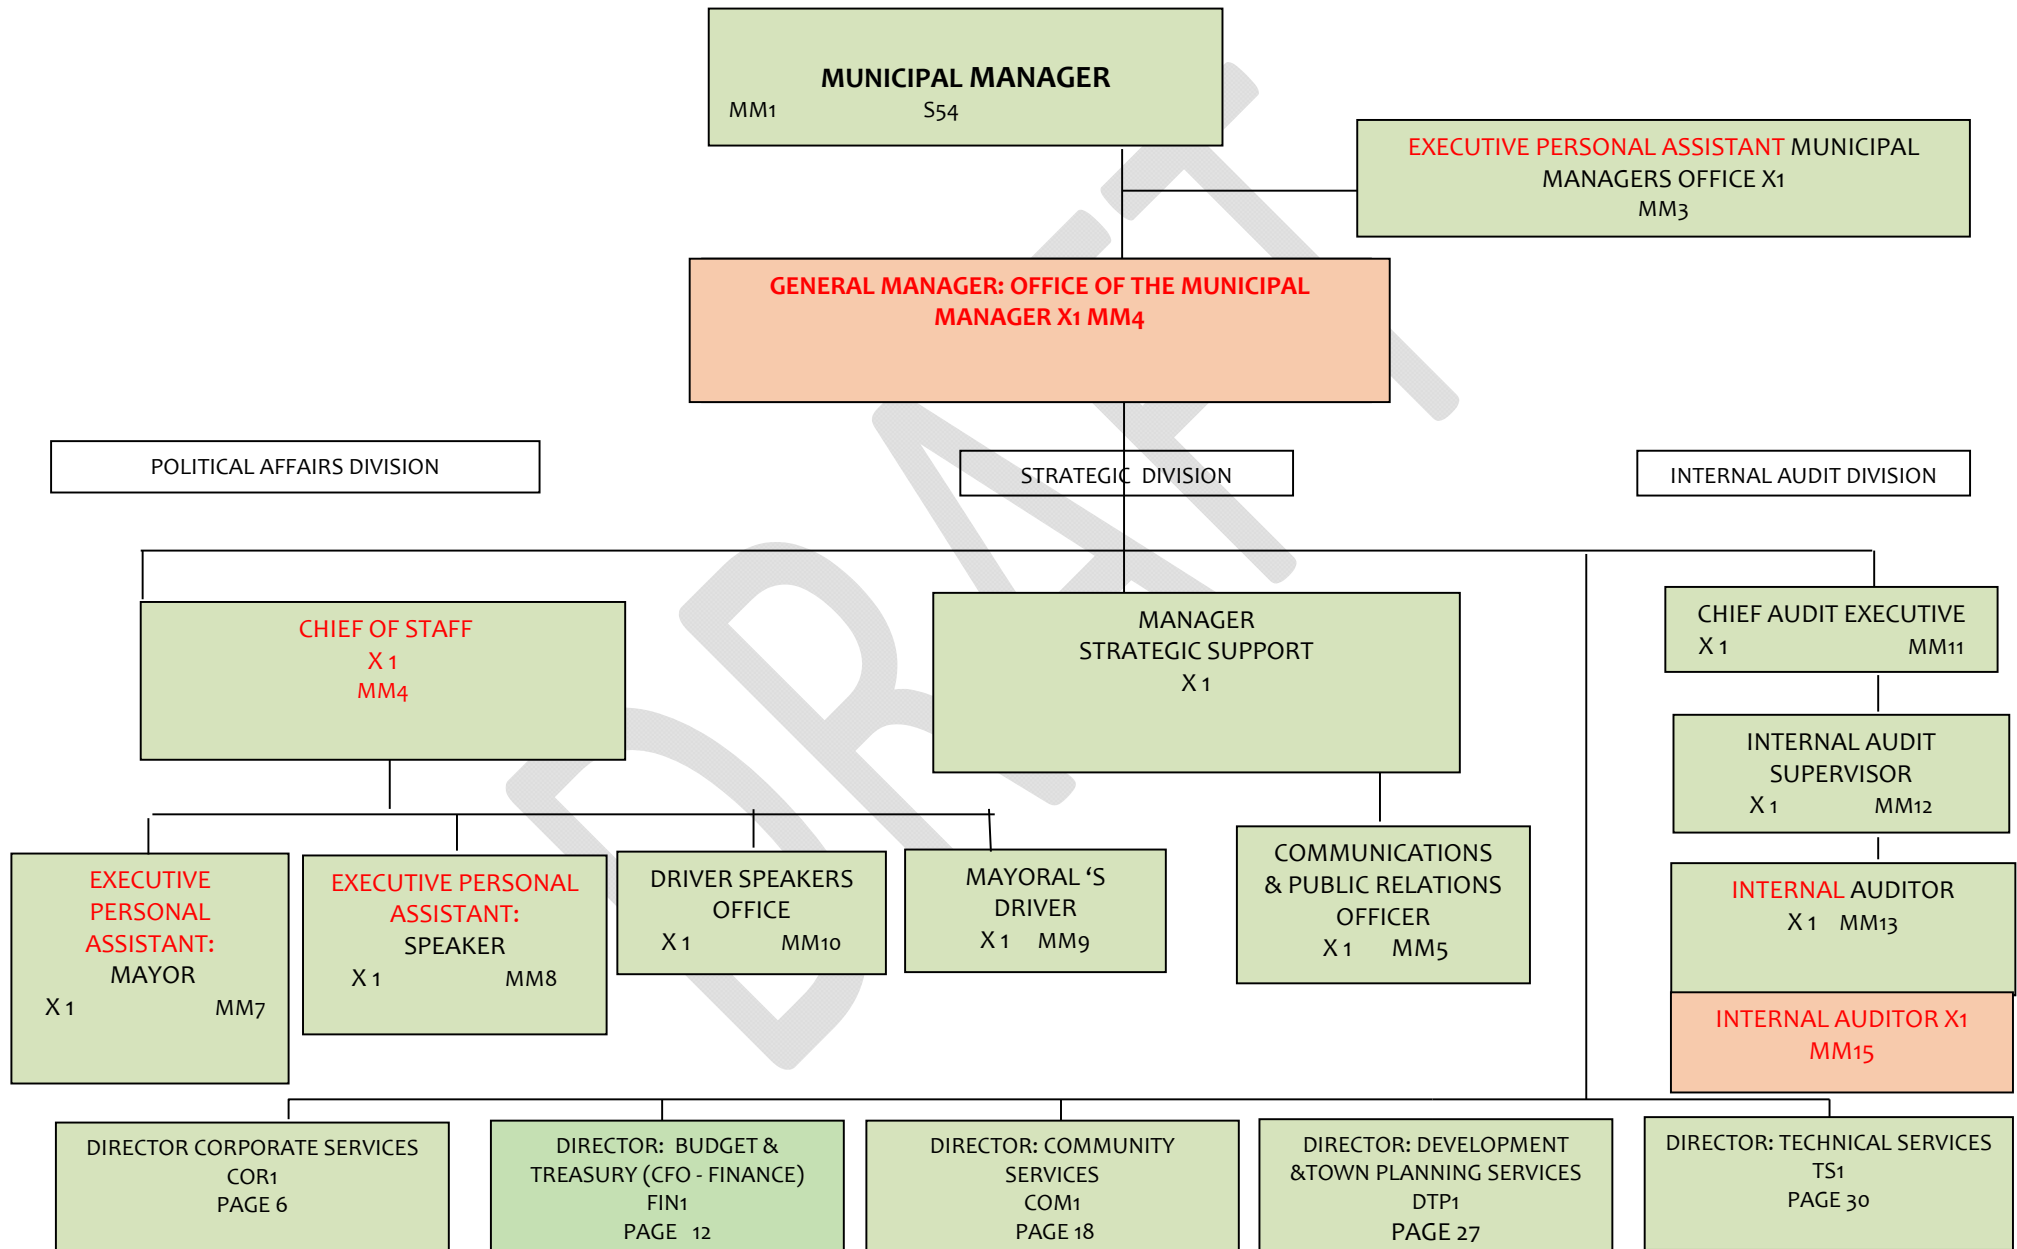 MUNICIPAL MANAGER
MM1 S54
EXECUTIVE PERSONAL ASSISTANT MUNICIPAL
MANAGERS OFFICE X1
MM3
GENERAL MANAGER: OFFICE OF THE MUNICIPAL
MANAGER X1 MM4
POLITICAL AFFAIRS DIVISION
STRATEGIC DIVISION
INTERNAL AUDIT DIVISION
CHIEF OF STAFF
X 1
MM4
MANAGER
STRATEGIC SUPPORT
X 1
CHIEF AUDIT EXECUTIVE
X 1 MM11
INTERNAL AUDIT
SUPERVISOR
X 1 MM12
EXECUTIVE
PERSONAL
ASSISTANT:
MAYOR
X 1 MM7
EXECUTIVE PERSONAL
ASSISTANT:
SPEAKER
X 1 MM8
DRIVER SPEAKERS
OFFICE
X 1 MM10
MAYORAL ‘S
DRIVER
X 1 MM9
COMMUNICATIONS
& PUBLIC RELATIONS
OFFICER
X 1 MM5
INTERNAL AUDITOR
X 1 MM13
INTERNAL AUDITOR X1
MM15
DIRECTOR CORPORATE SERVICES
COR1
PAGE 6
DIRECTOR: BUDGET &
TREASURY (CFO - FINANCE)
FIN1
PAGE 12
DIRECTOR: COMMUNITY
SERVICES
COM1
PAGE 18
DIRECTOR: DEVELOPMENT
&TOWN PLANNING SERVICES
DTP1
PAGE 27
DIRECTOR: TECHNICAL SERVICES
TS1
PAGE 30
DRAFT